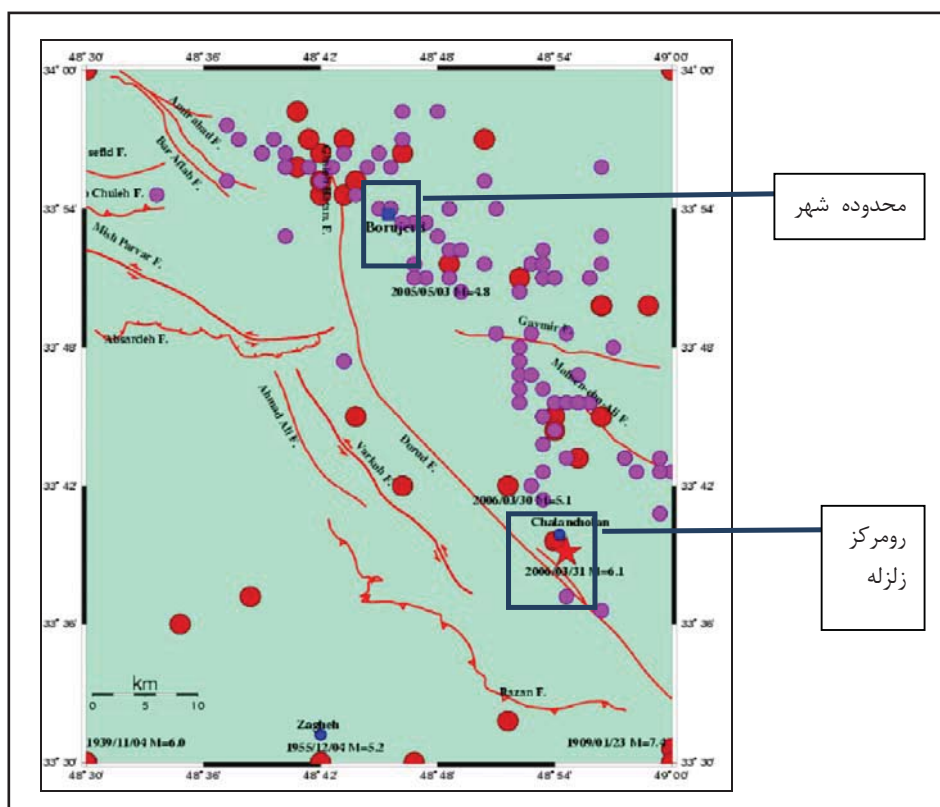 48˚ 30'
48˚ 36'
48˚ 42'
48˚ 48'
48˚ 54'
49˚ 00'
34˚ 00'
34˚ 00'
Bar Aftab F.
sefid F.
Chuleh F.
33˚ 54'
33˚ 54'
Borujerd
محدوده شهر
Mish Parvar F.
2005/05/03 M=4.8
Absardeh F.
Gaymir F.
33˚ 48'
33˚ 48'
Ahmad Ali F.
Varkuh F.
Dorud F.
33˚ 42'
33˚ 42'
2006/03/30 M=5.1
Chalancholan
رومرکز
زلزله
2006/03/31 M=6.1
33˚ 36'
33˚ 36'
km
0 5 10
Razan F.
Zagheh
1939/11/04 M=6.0
1955/12/04 M=5.2
1909/01/23 M=7.4
33˚ 30'
33˚ 30'
48˚ 30'
48˚ 36'
48˚ 42'
48˚ 48'
48˚ 54'
49˚ 00'